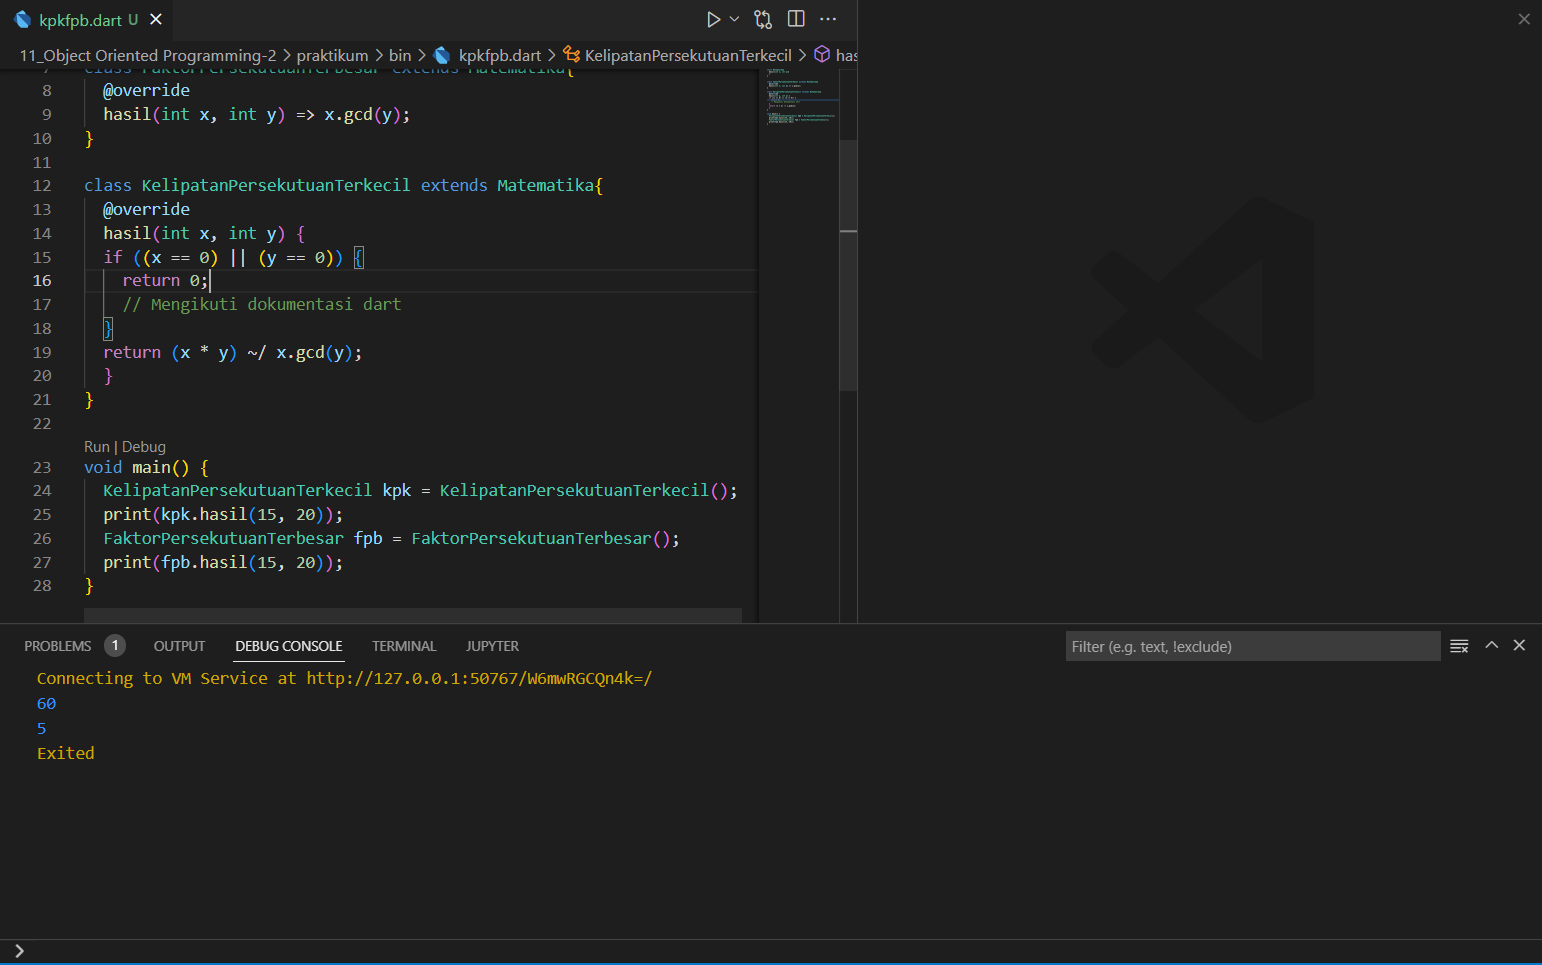 kpkfpb.dart U
11_Object Oriented Programming-2 > praktikum > bin > kpkfpb.dart > KelipatanPersekutuanTerkecil > has
7 class FaktorPersekutuanTerbesar extends Matematika{
8 @override
9 hasil(int x, int y) => x.gcd(y);
10 }
11
12 class KelipatanPersekutuanTerkecil extends Matematika{
13 @override
14 hasil(int x, int y) {
15 if ((x == 0) || (y == 0)) {
16 return 0;
17 // Mengikuti dokumentasi dart
18 }
19 return (x * y) ~/ x.gcd(y);
20 }
21 }
22
Run | Debug
23 void main() {
24 KelipatanPersekutuanTerkecil kpk = KelipatanPersekutuanTerkecil();
25 print(kpk.hasil(15, 20));
26 FaktorPersekutuanTerbesar fpb = FaktorPersekutuanTerbesar();
27 print(fpb.hasil(15, 20));
28 }
PROBLEMS 1 OUTPUT DEBUG CONSOLE TERMINAL JUPYTER Filter (e.g. text, !exclude)
Connecting to VM Service at http://127.0.0.1:50767/W6mwRGCQn4k=/
60
5
Exited